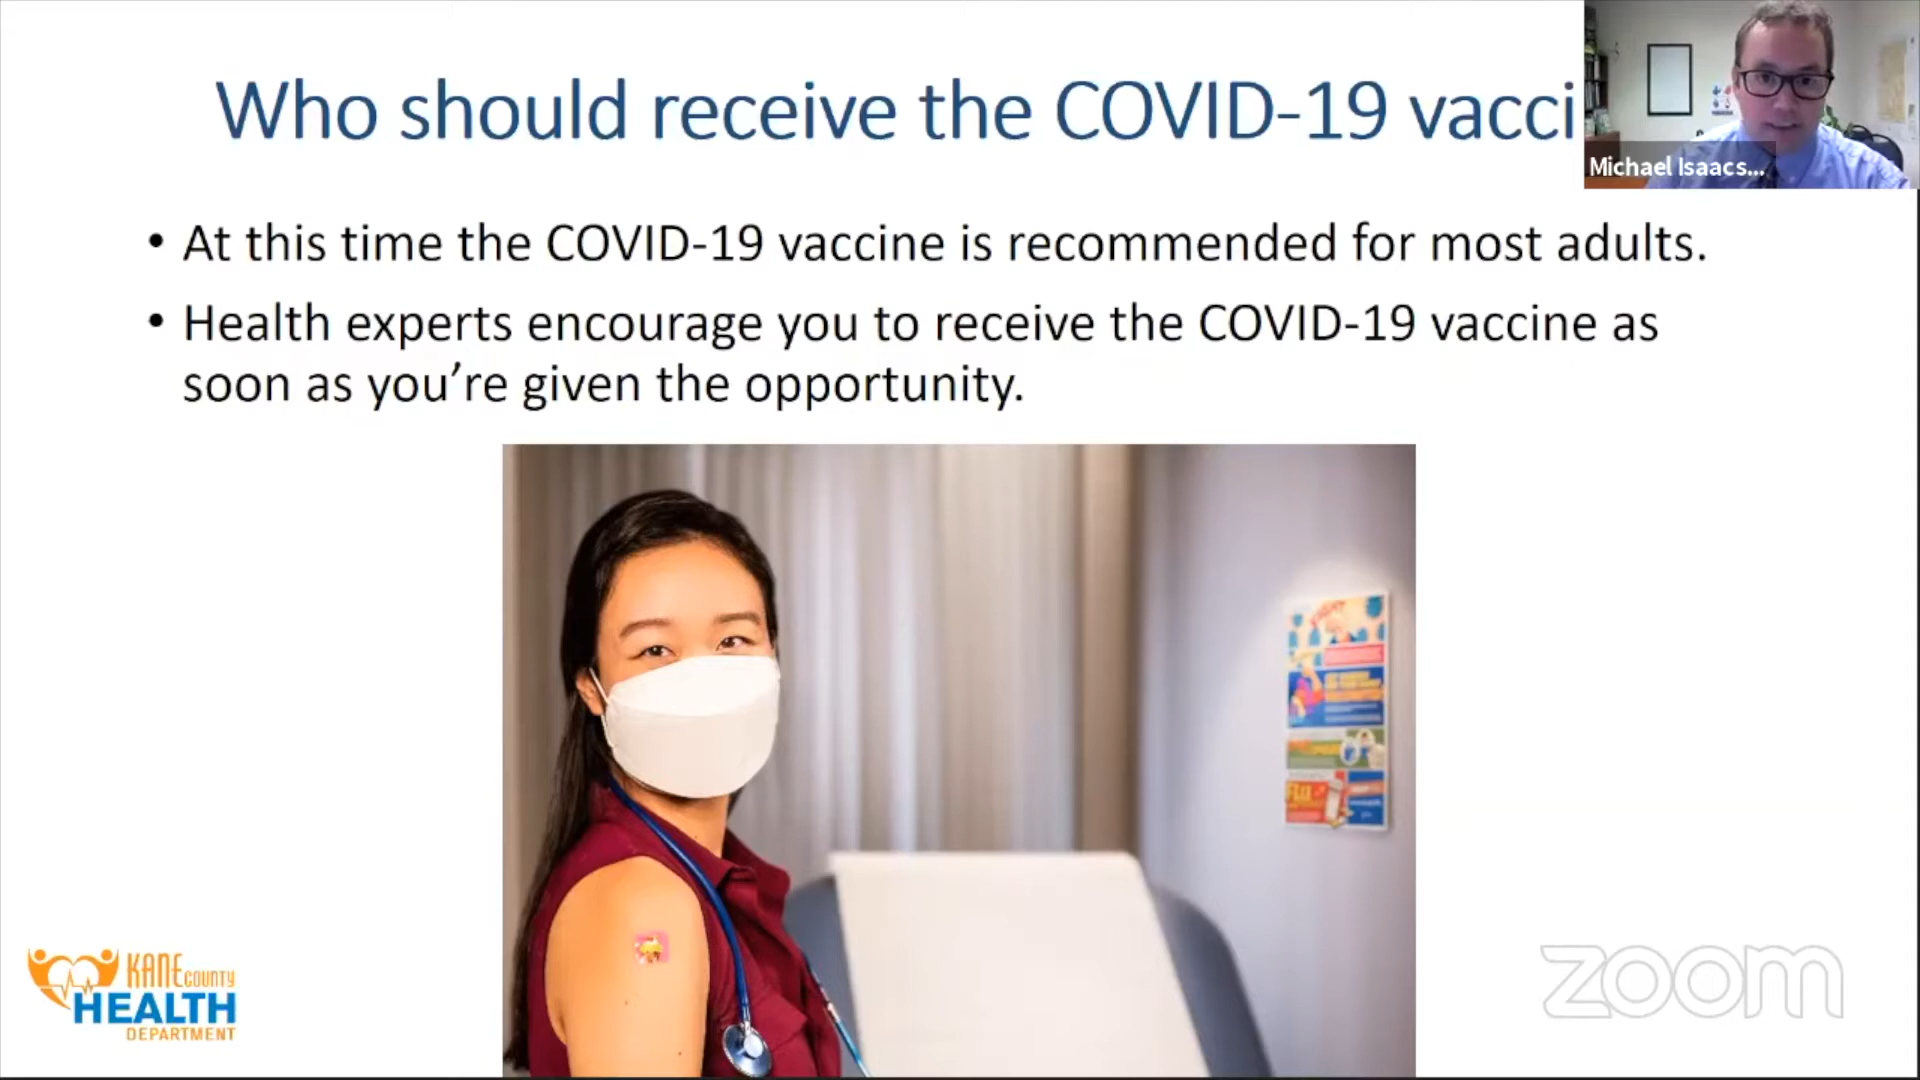 Who should receive the COVID-19 vacci
Michael Isaacs...
• At this time the COVID-19 vaccine is recommended for most adults.
• Health experts encourage you to receive the COVID-19 vaccine as
soon as you’re given the opportunity.
FLU
KANE COUNTY
HEALTH
DEPARTMENT
zoom